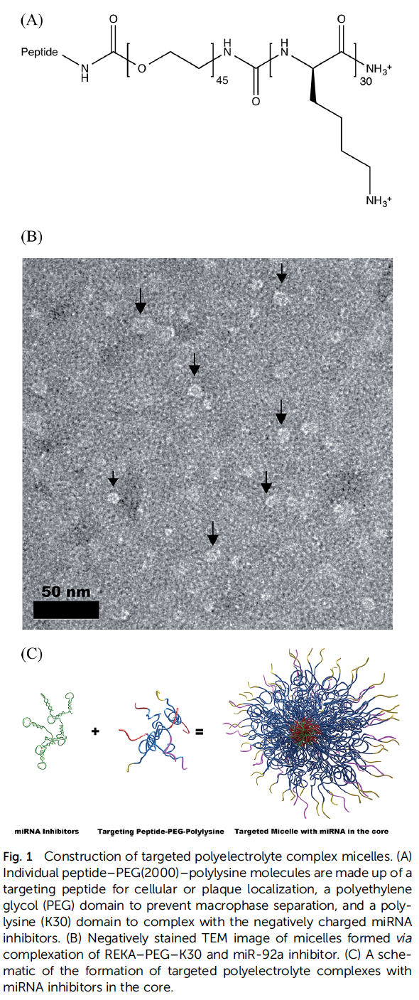 (A)
O
Peptide
N
H
O
45
H
N
O
H
N
O
30
NH3+
NH3+
(B)
50 nm
(C)
+
=
miRNA Inhibitors
Targeting Peptide-PEG-Polylysine
Targeted Micelle with miRNA in the core
Fig. 1 Construction of targeted polyelectrolyte complex micelles. (A)
Individual peptide–PEG(2000)–polylysine molecules are made up of a
targeting peptide for cellular or plaque localization, a polyethylene
glycol (PEG) domain to prevent macrophase separation, and a poly-
lysine (K30) domain to complex with the negatively charged miRNA
inhibitors. (B) Negatively stained TEM image of micelles formed via
complexation of REKA–PEG–K30 and miR-92a inhibitor. (C) A sche-
matic of the formation of targeted polyelectrolyte complexes with
miRNA inhibitors in the core.